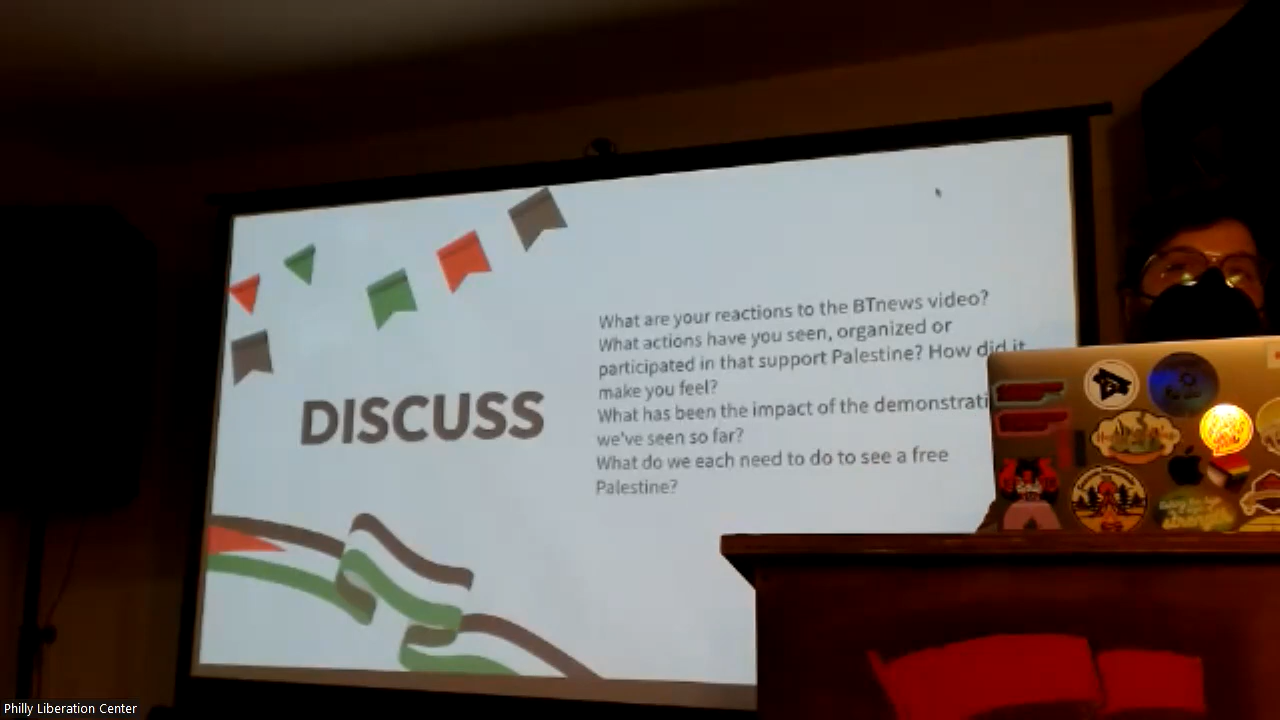 DISCUSS
What are your reactions to the BTnews video?
What actions have you seen, organized or
participated in that support Palestine? How did it
make you feel?
What has been the impact of the
we've seen so far?
What do we each need to do to see a free
Palestine?
Philly Liberation Center